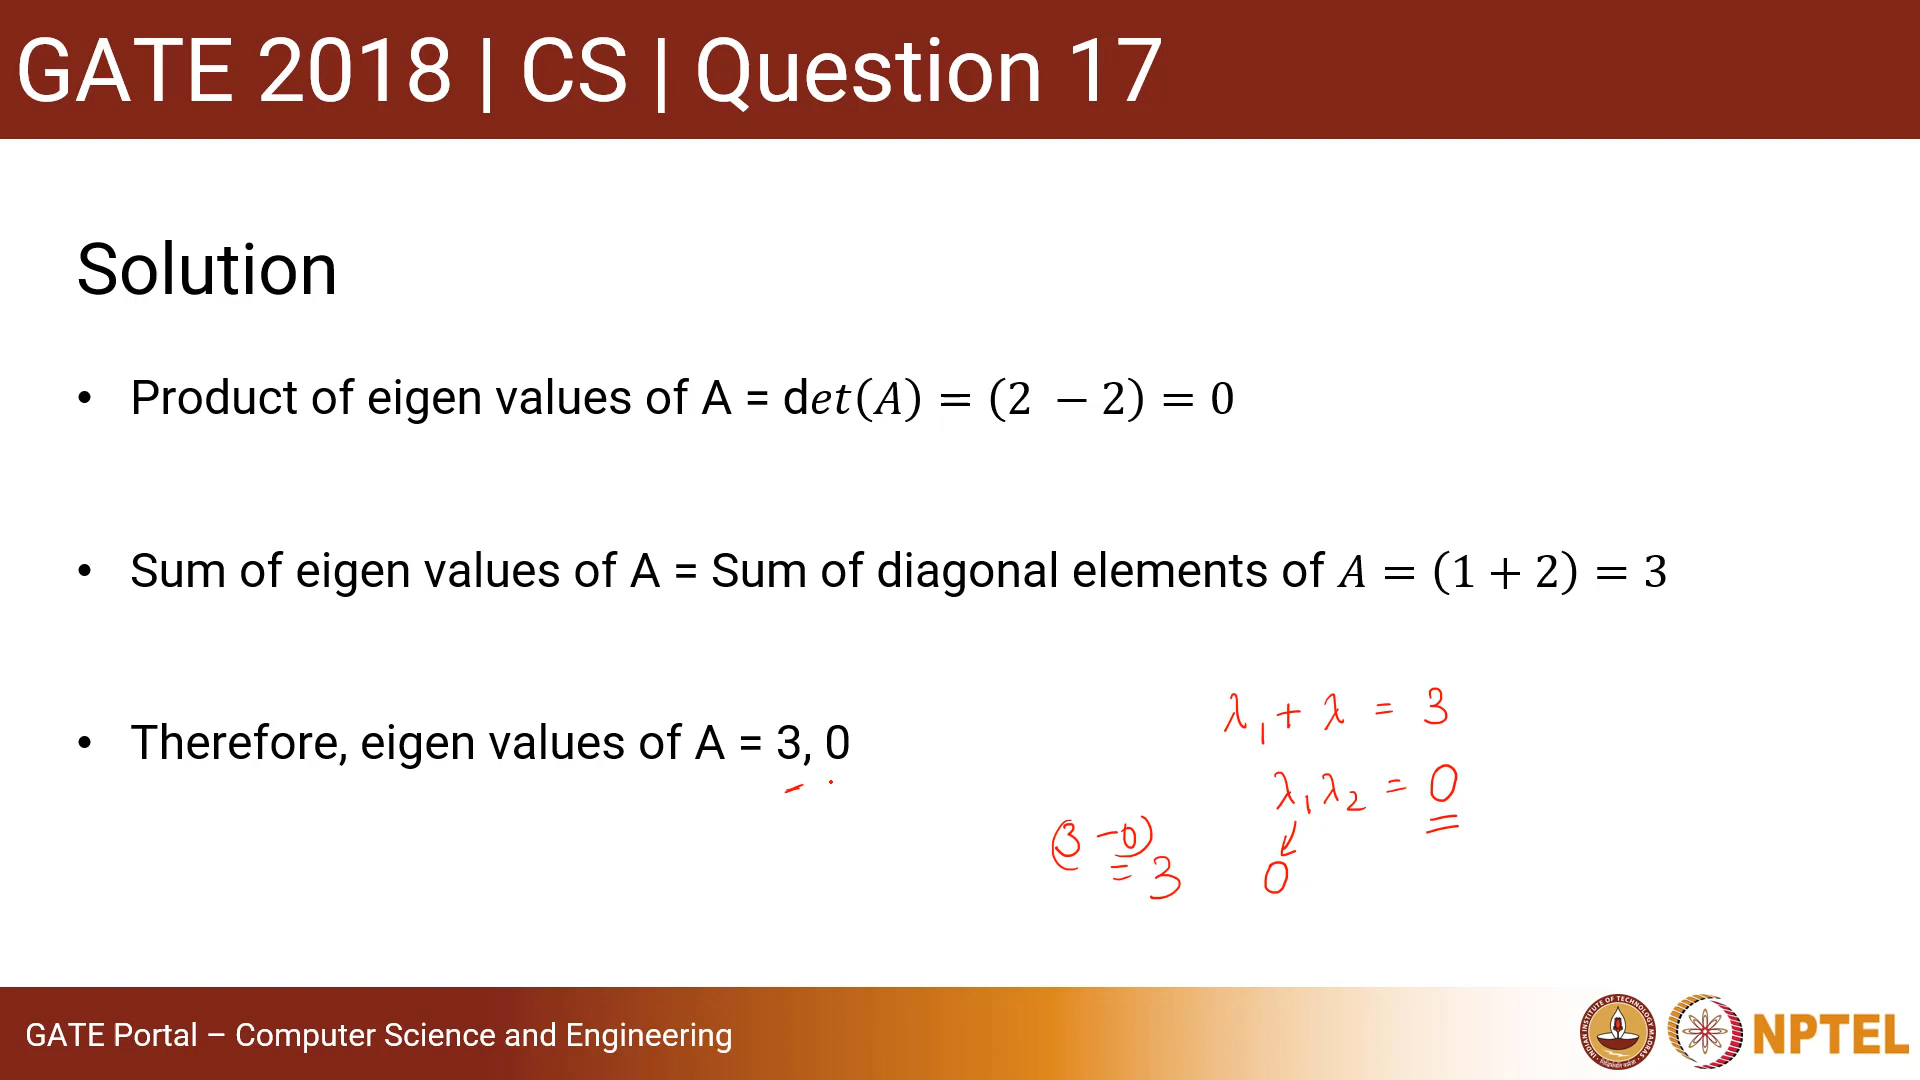 GATE 2018 | CS | Question 17
Solution
• Product of eigen values of A = det(A) = (2 − 2) = 0
• Sum of eigen values of A = Sum of diagonal elements of A = (1 + 2) = 3
• Therefore, eigen values of A = 3, 0
λ₁ + λ = 3
λ₁ λ₂ = 0
(3 − 0)
= 3
0
GATE Portal – Computer Science and Engineering
NPTEL